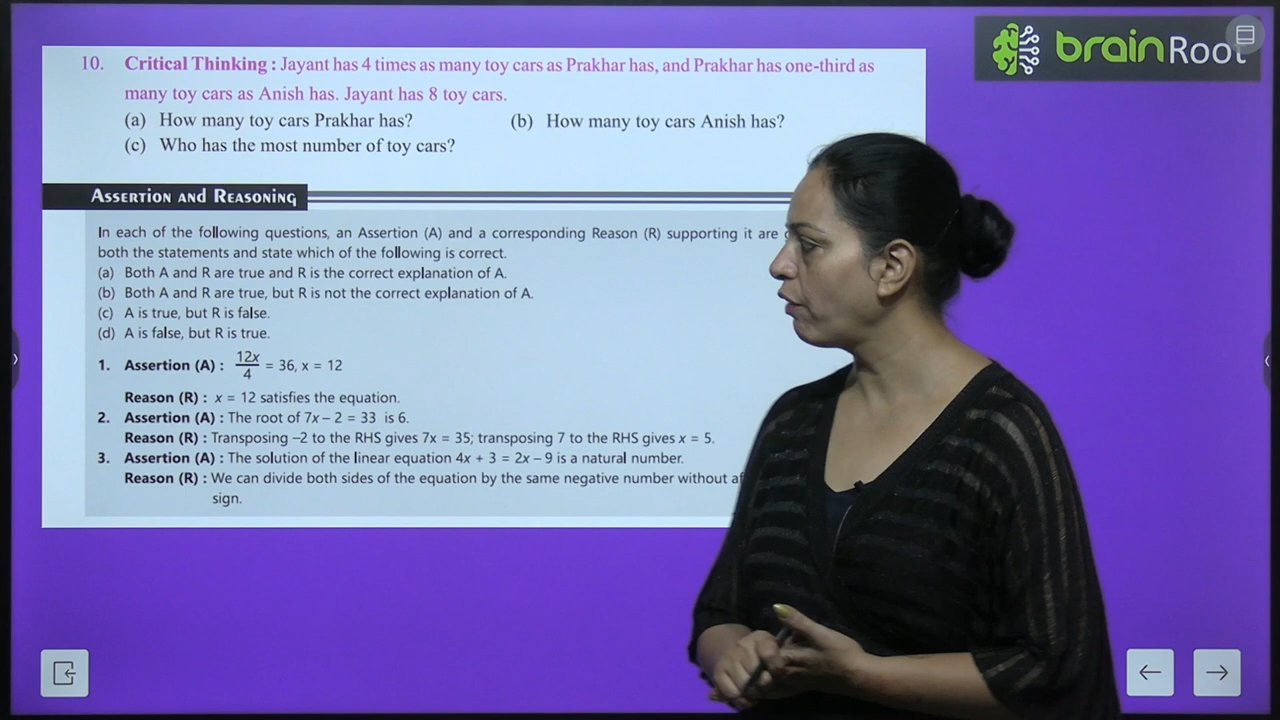 brainRoot
10. Critical Thinking : Jayant has 4 times as many toy cars as Prakhar has, and Prakhar has one-third as
many toy cars as Anish has. Jayant has 8 toy cars.
(a) How many toy cars Prakhar has? (b) How many toy cars Anish has?
(c) Who has the most number of toy cars?
ASSERTION AND REASONING
In each of the following questions, an Assertion (A) and a corresponding Reason (R) supporting it are
both the statements and state which of the following is correct.
(a) Both A and R are true and R is the correct explanation of A.
(b) Both A and R are true, but R is not the correct explanation of A.
(c) A is true, but R is false.
(d) A is false, but R is true.
1. Assertion (A) : 12x/4 = 36, x = 12
Reason (R) : x = 12 satisfies the equation.
2. Assertion (A) : The root of 7x – 2 = 33 is 6.
Reason (R) : Transposing –2 to the RHS gives 7x = 35; transposing 7 to the RHS gives x = 5.
3. Assertion (A) : The solution of the linear equation 4x + 3 = 2x – 9 is a natural number.
Reason (R) : We can divide both sides of the equation by the same negative number without
sign.